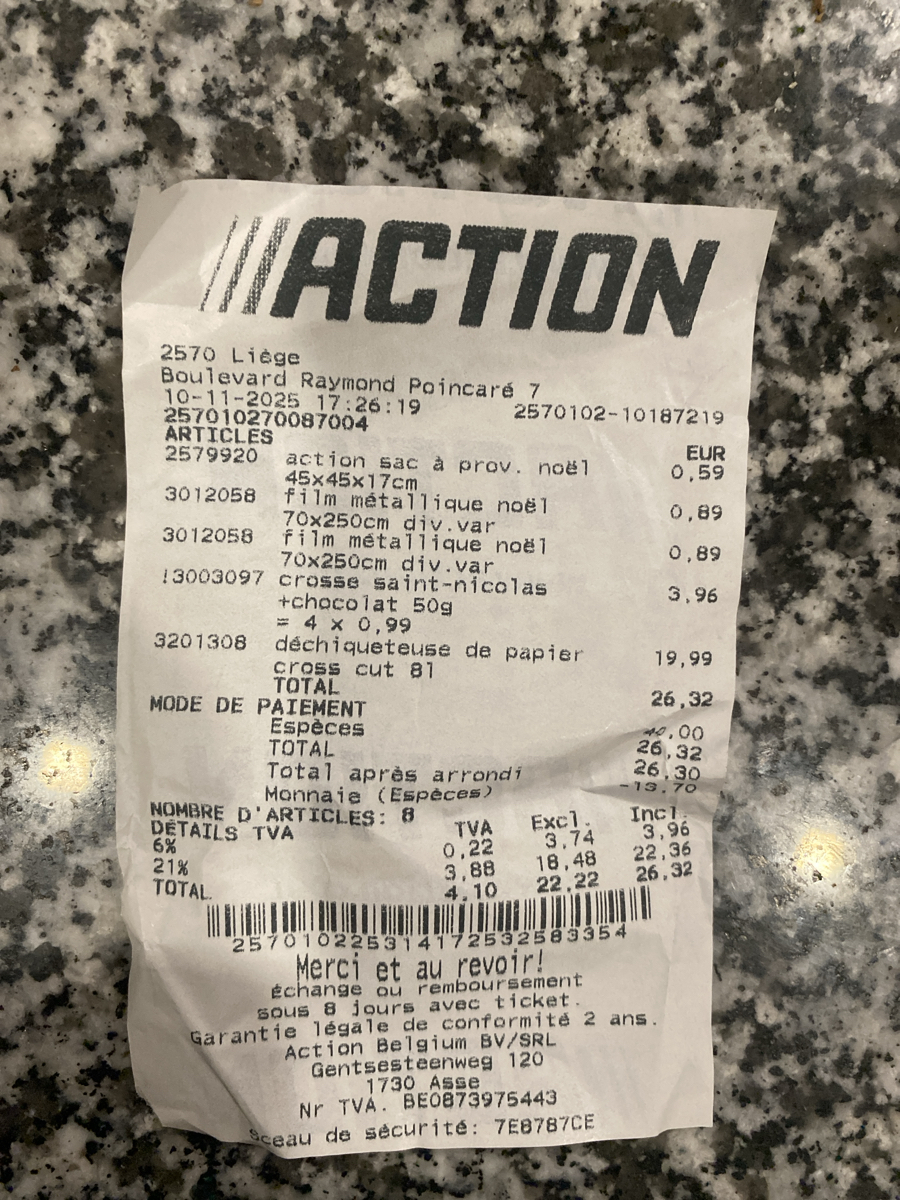 ACTION
2570 Liège
Boulevard Raymond Poincaré 7
10-11-2025 17:26:19 2570102-10187219
257010270087004
ARTICLES EUR
2579920 action sac à prov. noël 0,59
45x45x17cm
3012058 film métallique noël 0,89
70x250cm div.var
3012058 film métallique noël 0,89
70x250cm div.var
!3003097 crosse saint-nicolas 3,96
+chocolat 50g
= 4 x 0,99
3201308 déchiqueteuse de papier 19,99
cross cut 8l
TOTAL 26,32
MODE DE PAIEMENT
Espèces 40,00
TOTAL 26,32
Total après arrondi 26,30
Monnaie (Espèces) -13,70
NOMBRE D'ARTICLES: 8
DÉTAILS TVA TVA Excl. Incl.
6% 0,22 3,74 3,96
21% 3,88 18,48 22,36
TOTAL 4,10 22,22 26,32
257010225314172532583354
Merci et au revoir!
Échange ou remboursement
sous 8 jours avec ticket.
Garantie légale de conformité 2 ans.
Action Belgium BV/SRL
Gentsesteenweg 120
1730 Asse
Nr TVA. BE0873975443
Sceau de sécurité: 7E8787CE